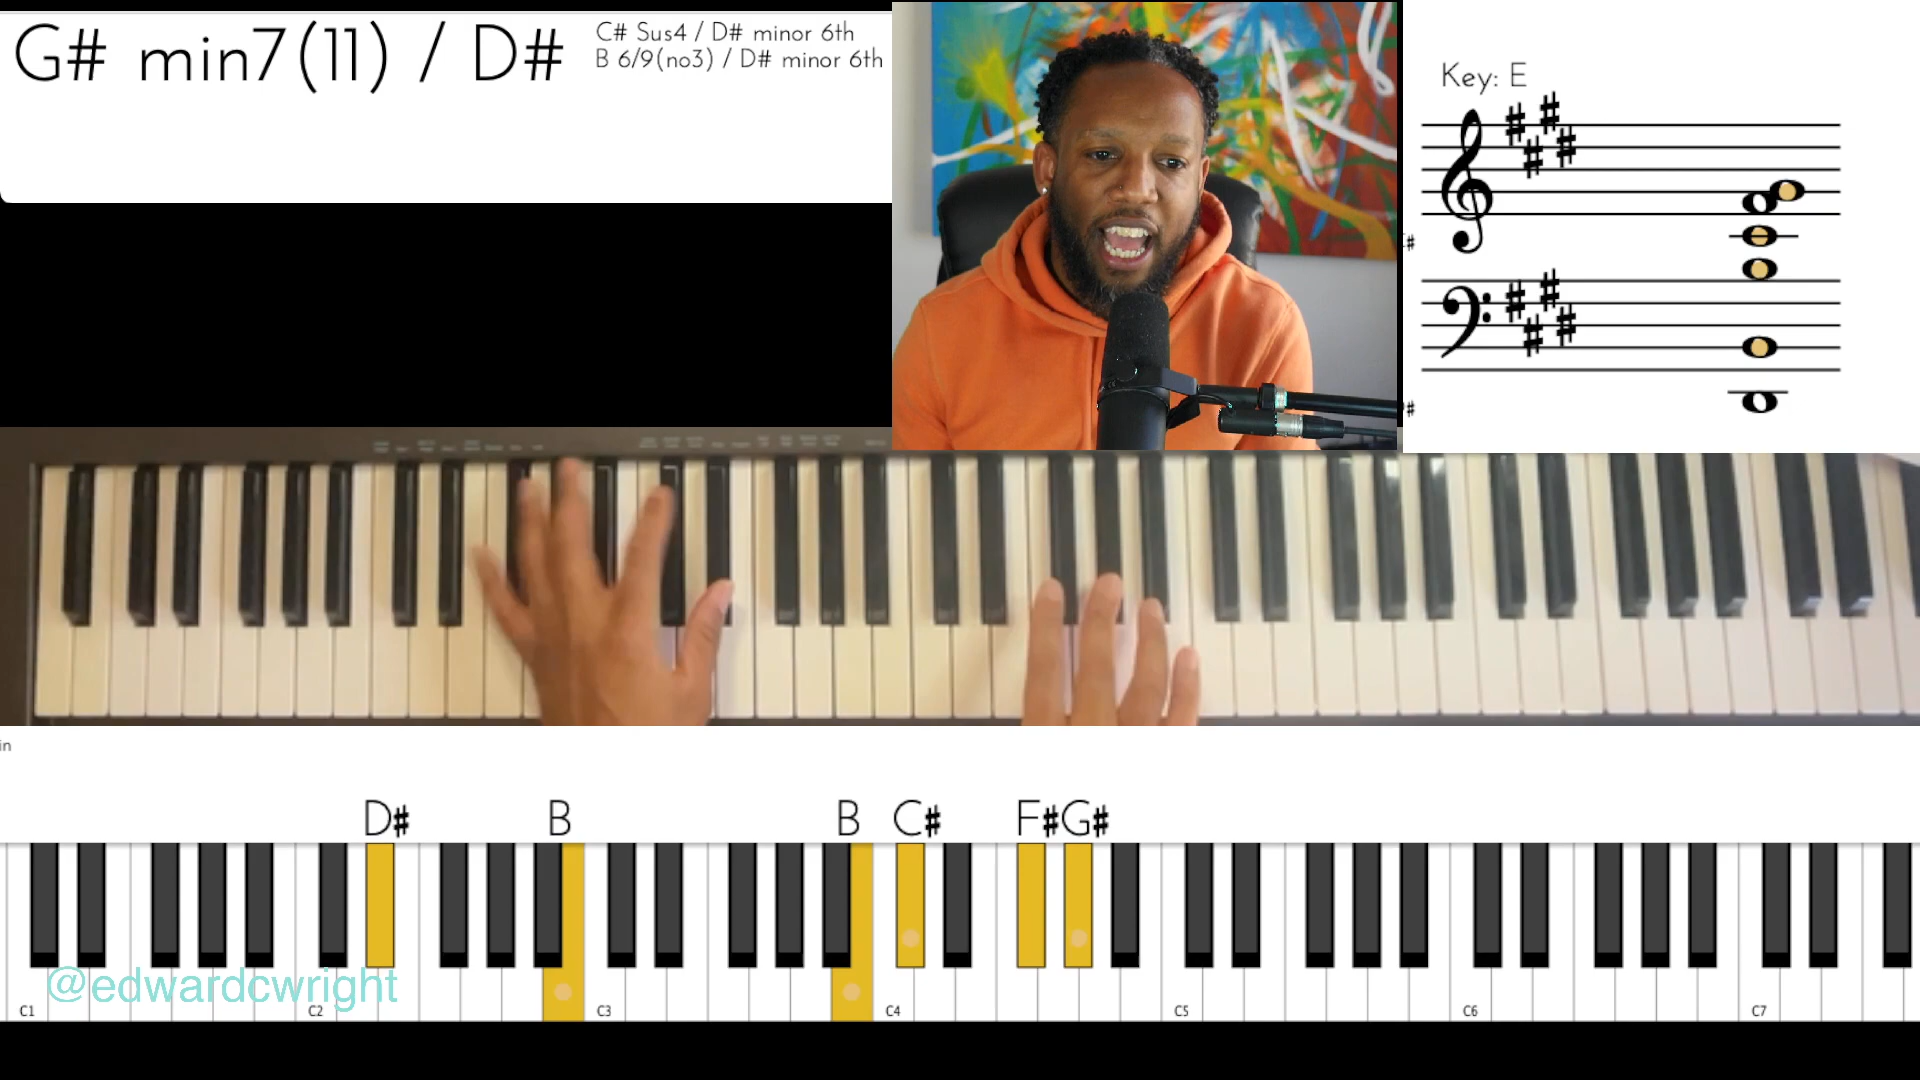 G# min7(11) / D#
C# Sus4 / D# minor 6th
B 6/9(no3) / D# minor 6th
Key: E
#
#
in
D# B B C# F# G#
@edwardcwright
C1 C2 C3 C4 C5 C6 C7